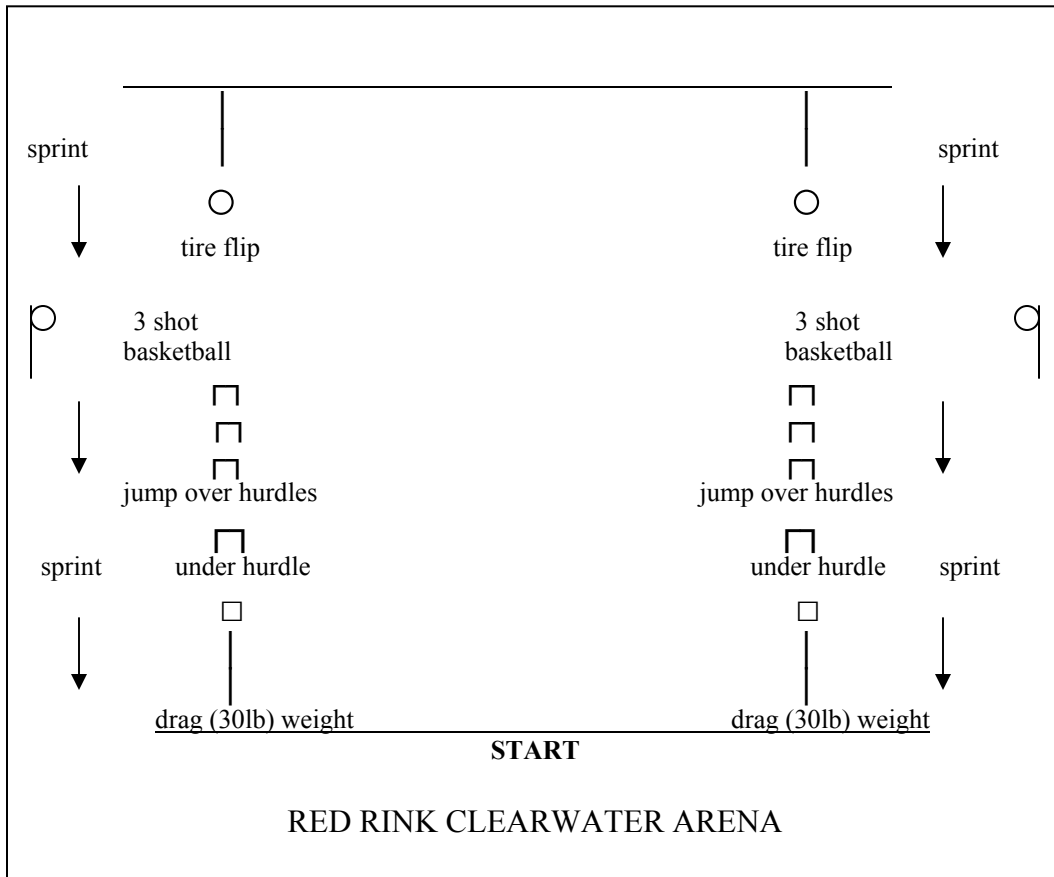 sprint sprint
tire flip tire flip
3 shot 3 shot
basketball basketball
jump over hurdles jump over hurdles
sprint under hurdle under hurdle sprint
drag (30lb) weight drag (30lb) weight
START
RED RINK CLEARWATER ARENA